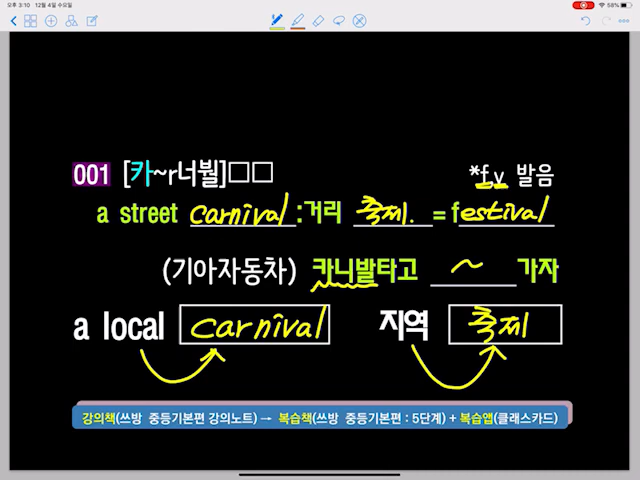 오후 3:10 12월 4일 수요일 58%
001 [카~r너뷜]□□ *f,v 발음
a street carnival :거리 축제. = festival
(기아자동차) 카니발타고 ~ 가자
a local carnival 지역 축제
강의책(쓰방 중등기본편 강의노트) → 복습책(쓰방 중등기본편 : 5단계) + 복습앱(클래스카드)